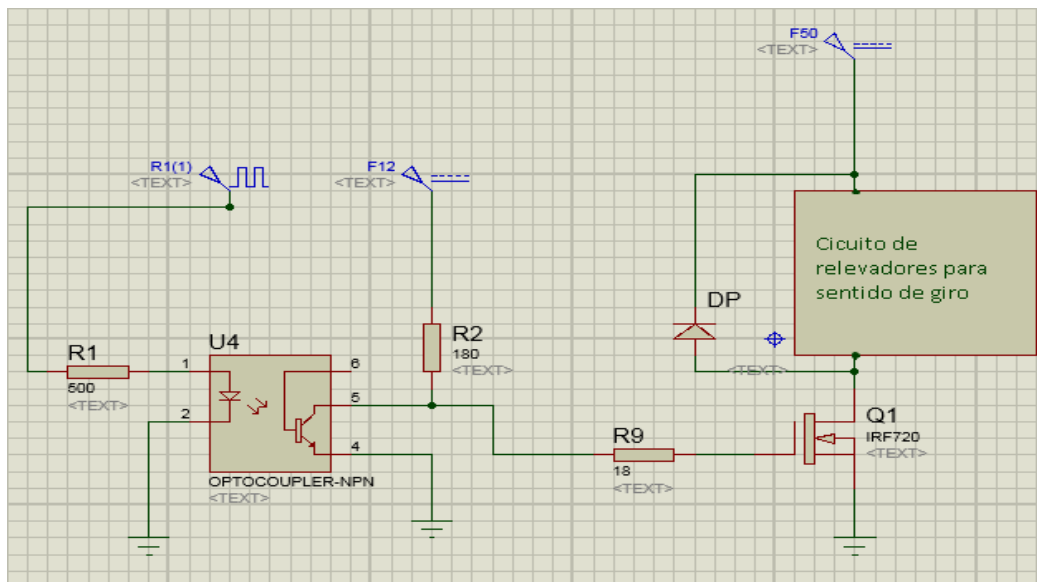 F50
<TEXT>
R1(1)
<TEXT>
F12
<TEXT>
Cicuito de
relevadores para
sentido de giro
DP
<TEXT>
R1
500
<TEXT>
U4
1
2
6
5
4
OPTOCOUPLER-NPN
<TEXT>
R2
180
<TEXT>
R9
18
<TEXT>
Q1
IRF720
<TEXT>